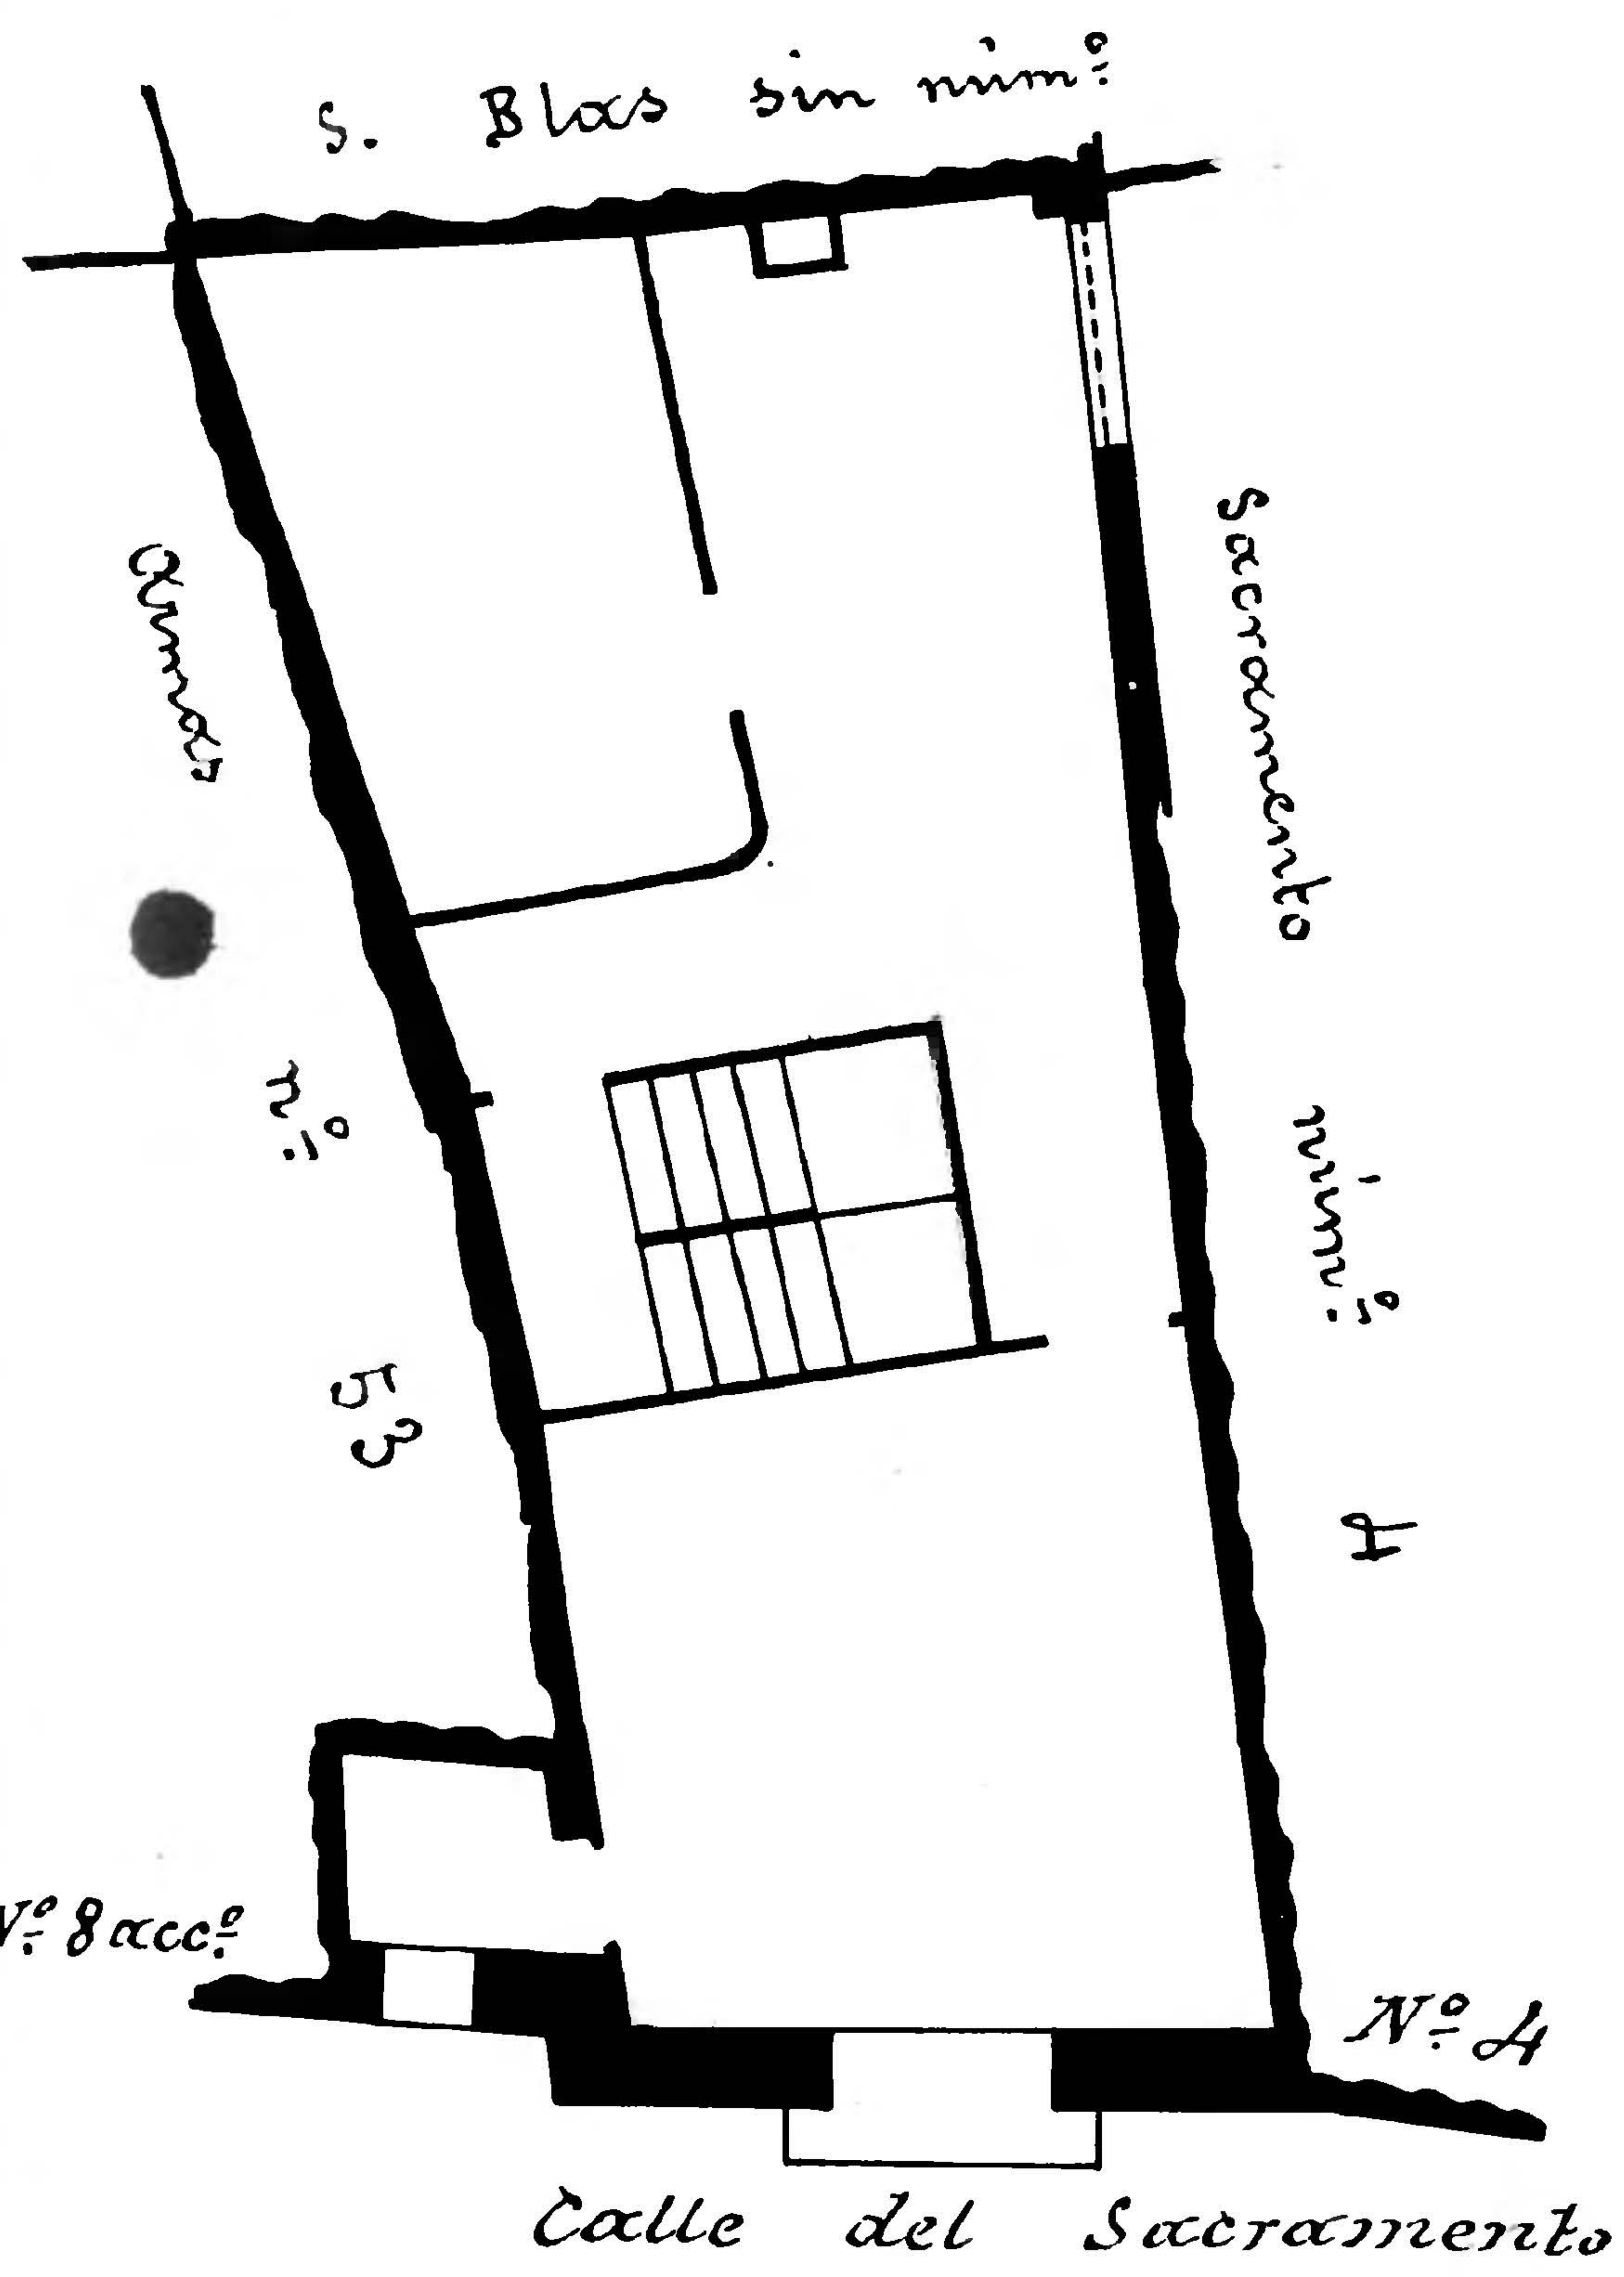 S. Blas sin núm.º
Armas n.º 53
Sacramento núm.º 4
N.º 8 acc.º
N.º 4
Calle del Sacramento